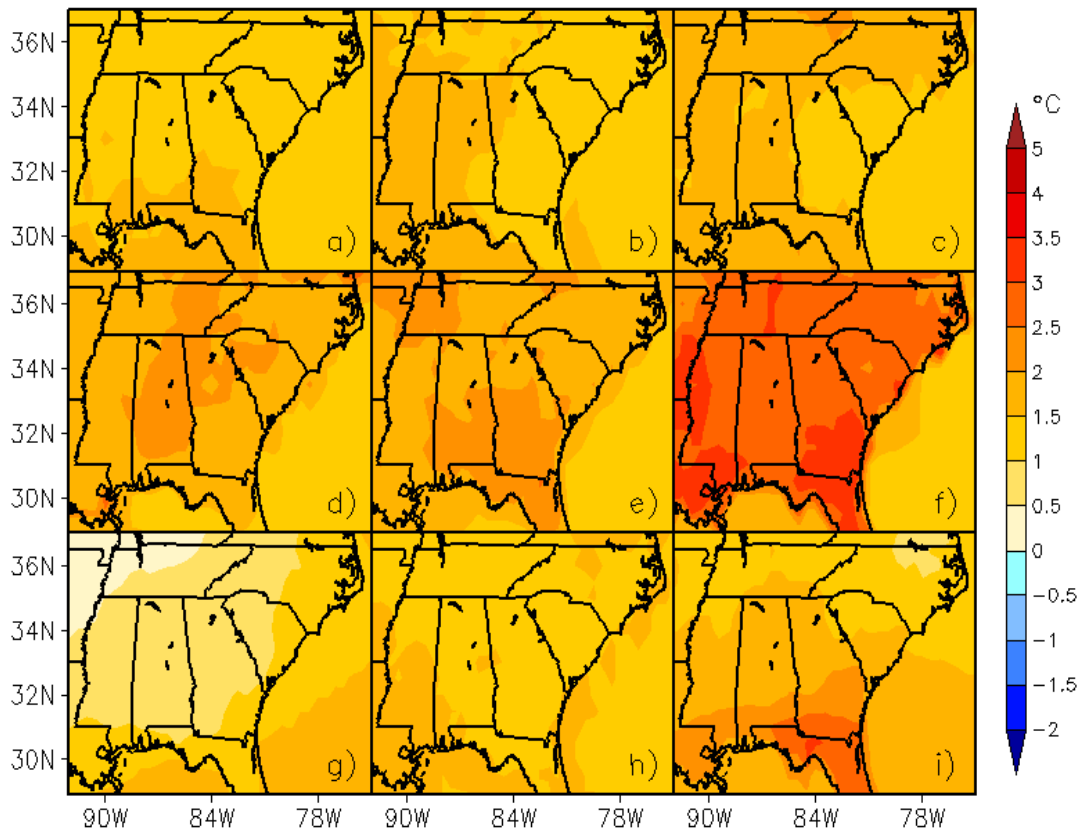 °C
36N
34N
32N
30N
a) b) c)
36N
34N
32N
30N
d) e) f)
36N
34N
32N
30N
g) h) i)
90W 84W 78W 90W 84W 78W 90W 84W 78W
5
4
3.5
3
2.5
2
1.5
1
0.5
0
−0.5
−1
−1.5
−2